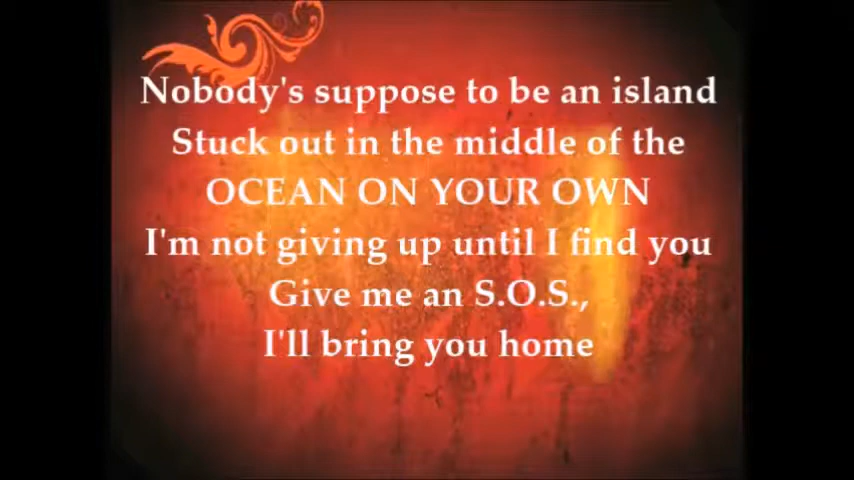 Nobody's suppose to be an island
Stuck out in the middle of the
OCEAN ON YOUR OWN
I'm not giving up until I find you
Give me an S.O.S.,
I'll bring you home